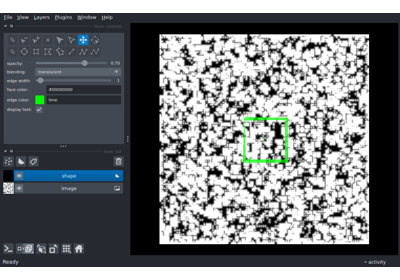 File View Layers Plugins Window Help
opacity: 0.70
blending: translucent
edge width: 1
face color: #00000000
edge color: lime
display text:
shape
Image
Ready
activity